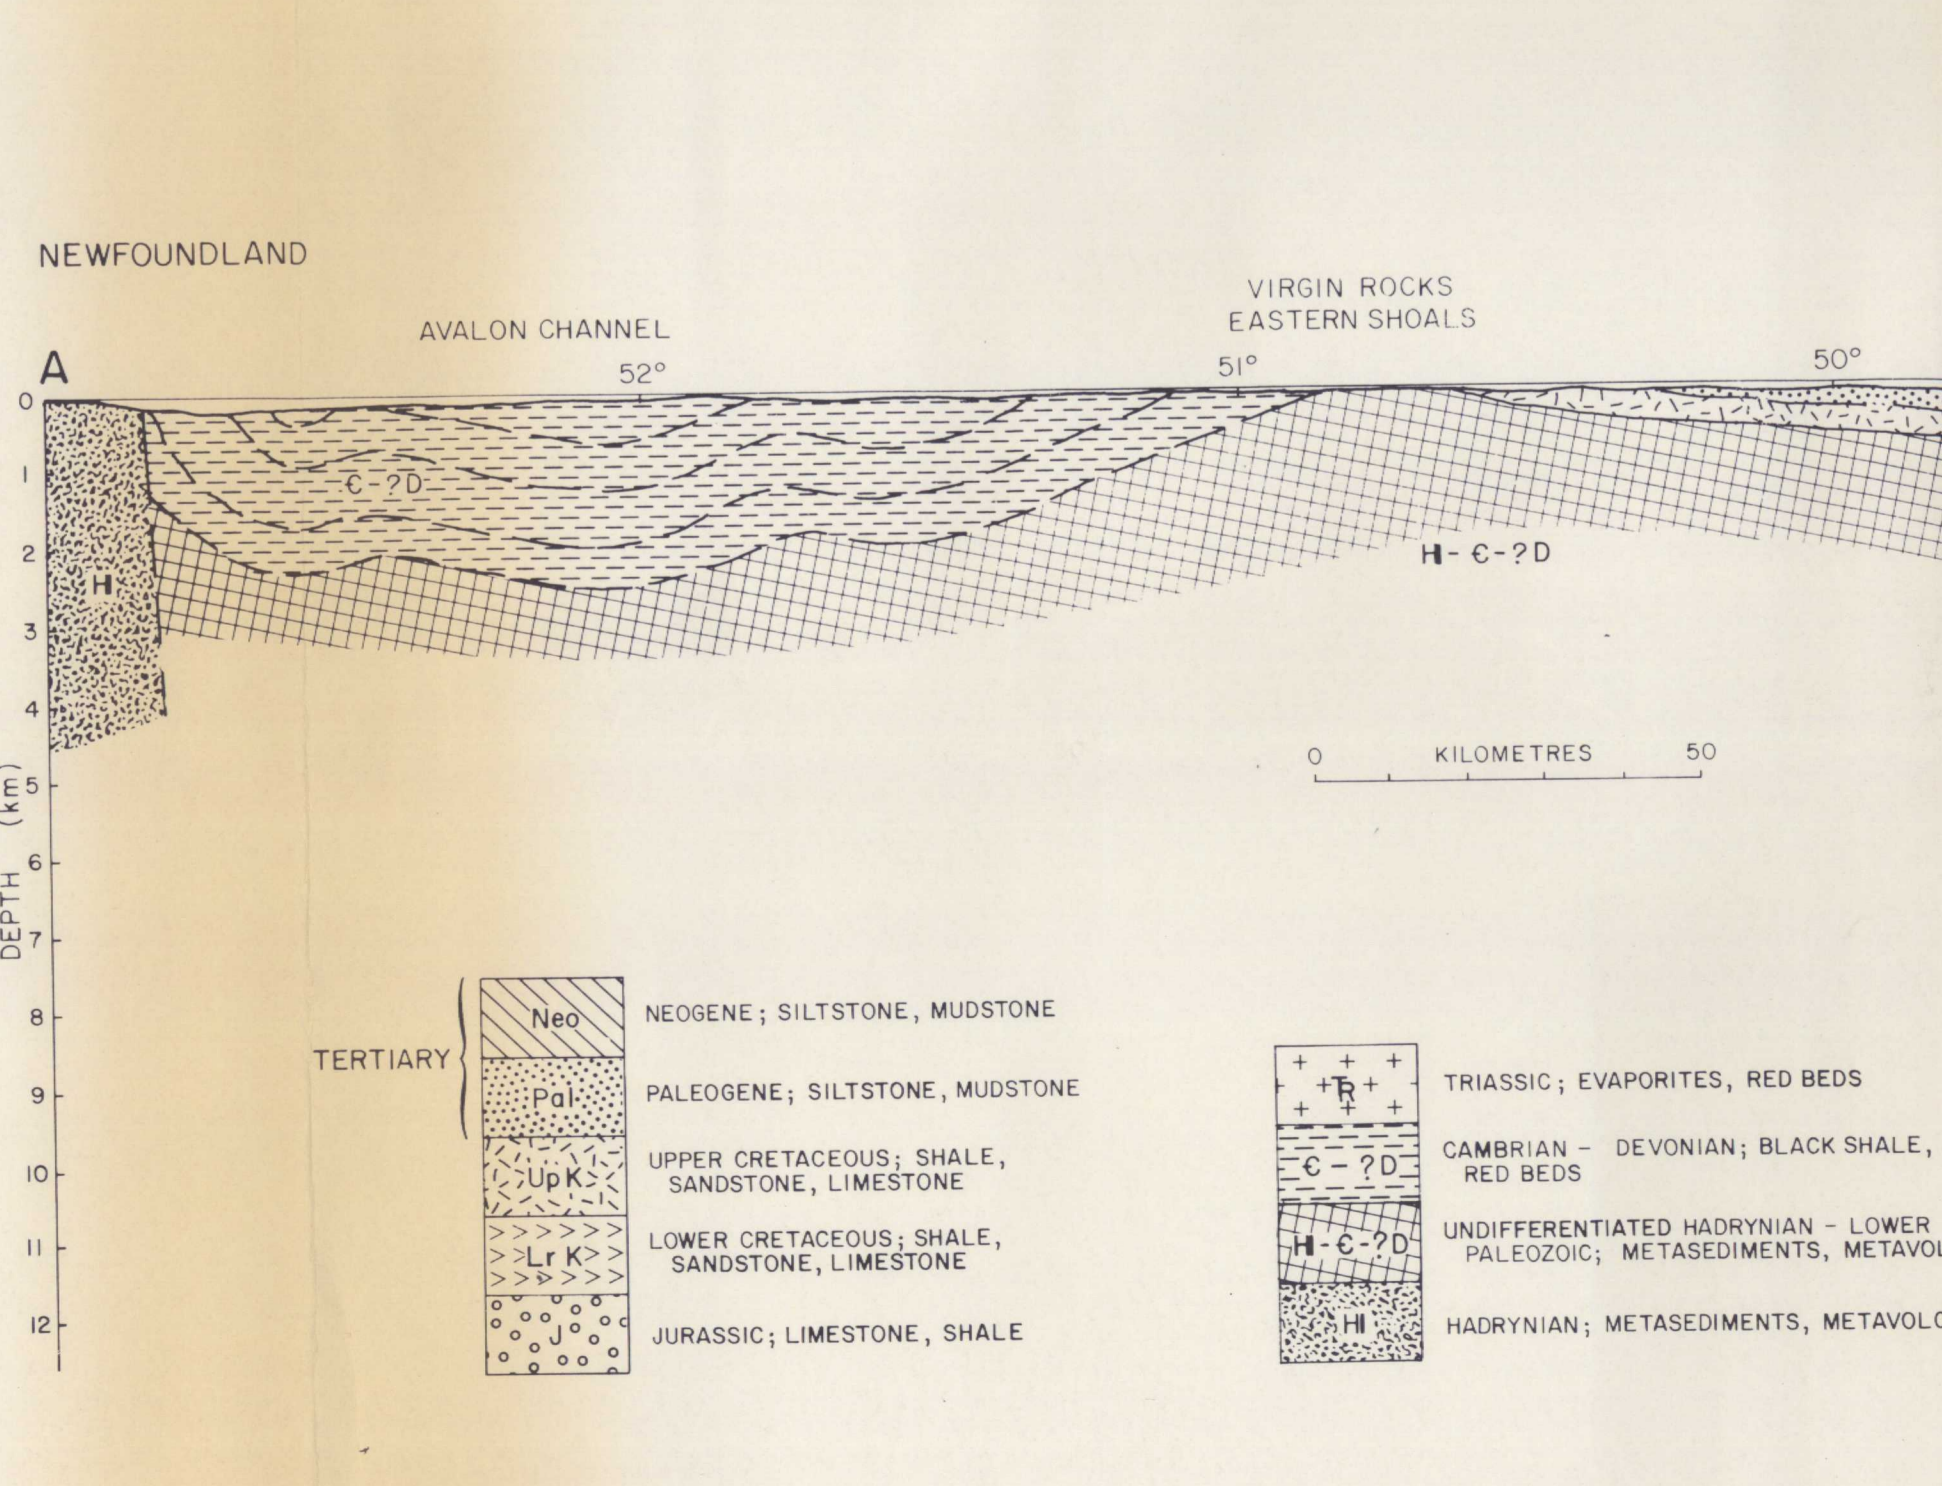 NEWFOUNDLAND
AVALON CHANNEL
VIRGIN ROCKS
EASTERN SHOALS
A
52°
51°
50°
0
1
2
3
4
5
6
7
8
9
10
11
12
DEPTH (km)
Є-?D
H
H-Є-?D
0 KILOMETRES 50
TERTIARY
Neo
NEOGENE; SILTSTONE, MUDSTONE
Pal
PALEOGENE; SILTSTONE, MUDSTONE
Up K
UPPER CRETACEOUS; SHALE,
SANDSTONE, LIMESTONE
Lr K
LOWER CRETACEOUS; SHALE,
SANDSTONE, LIMESTONE
J
JURASSIC; LIMESTONE, SHALE
TR
TRIASSIC; EVAPORITES, RED BEDS
Є-?D
CAMBRIAN - DEVONIAN; BLACK SHALE,
RED BEDS
H-Є-?D
UNDIFFERENTIATED HADRYNIAN - LOWER
PALEOZOIC; METASEDIMENTS, METAVOL
H
HADRYNIAN; METASEDIMENTS, METAVOLC